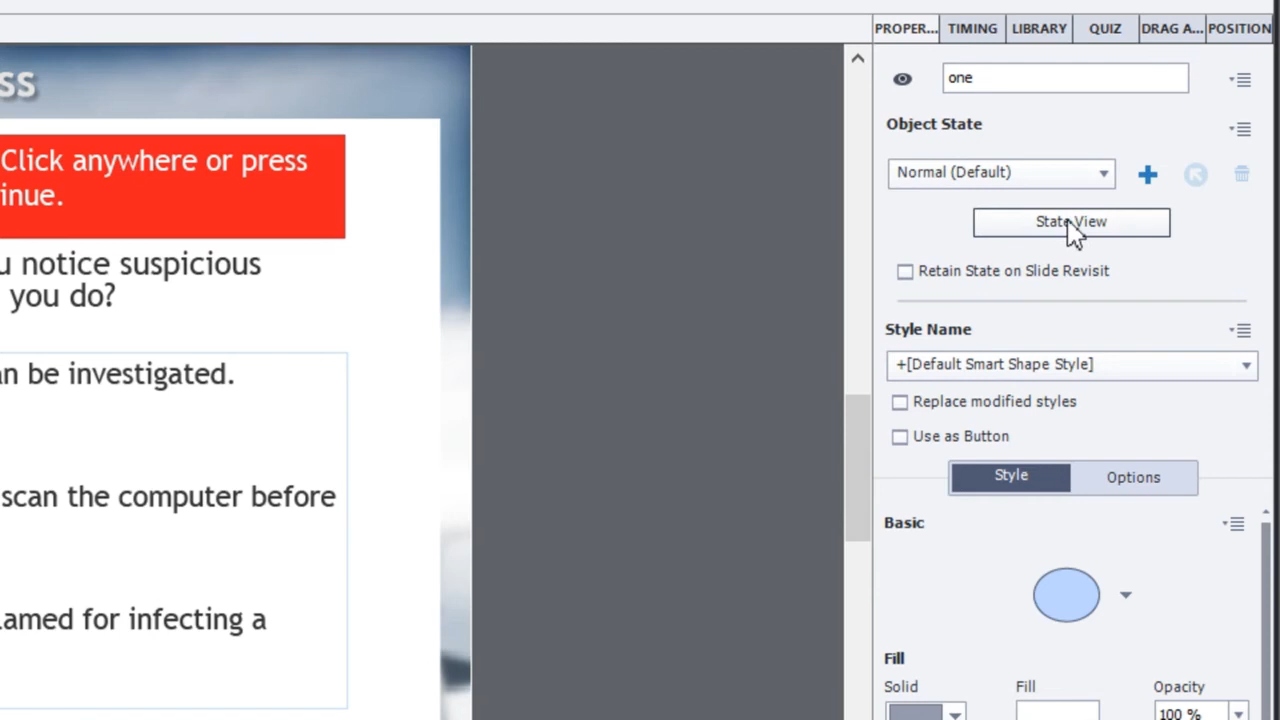 PROPER... TIMING LIBRARY QUIZ DRAG A... POSITION
ss
one
Object State
Click anywhere or press
inue.
Normal (Default)
State View
u notice suspicious
you do?
Retain State on Slide Revisit
Style Name
an be investigated.
+[Default Smart Shape Style]
Replace modified styles
Use as Button
Style Options
scan the computer before
Basic
lamed for infecting a
Fill
Solid Fill Opacity
100 %